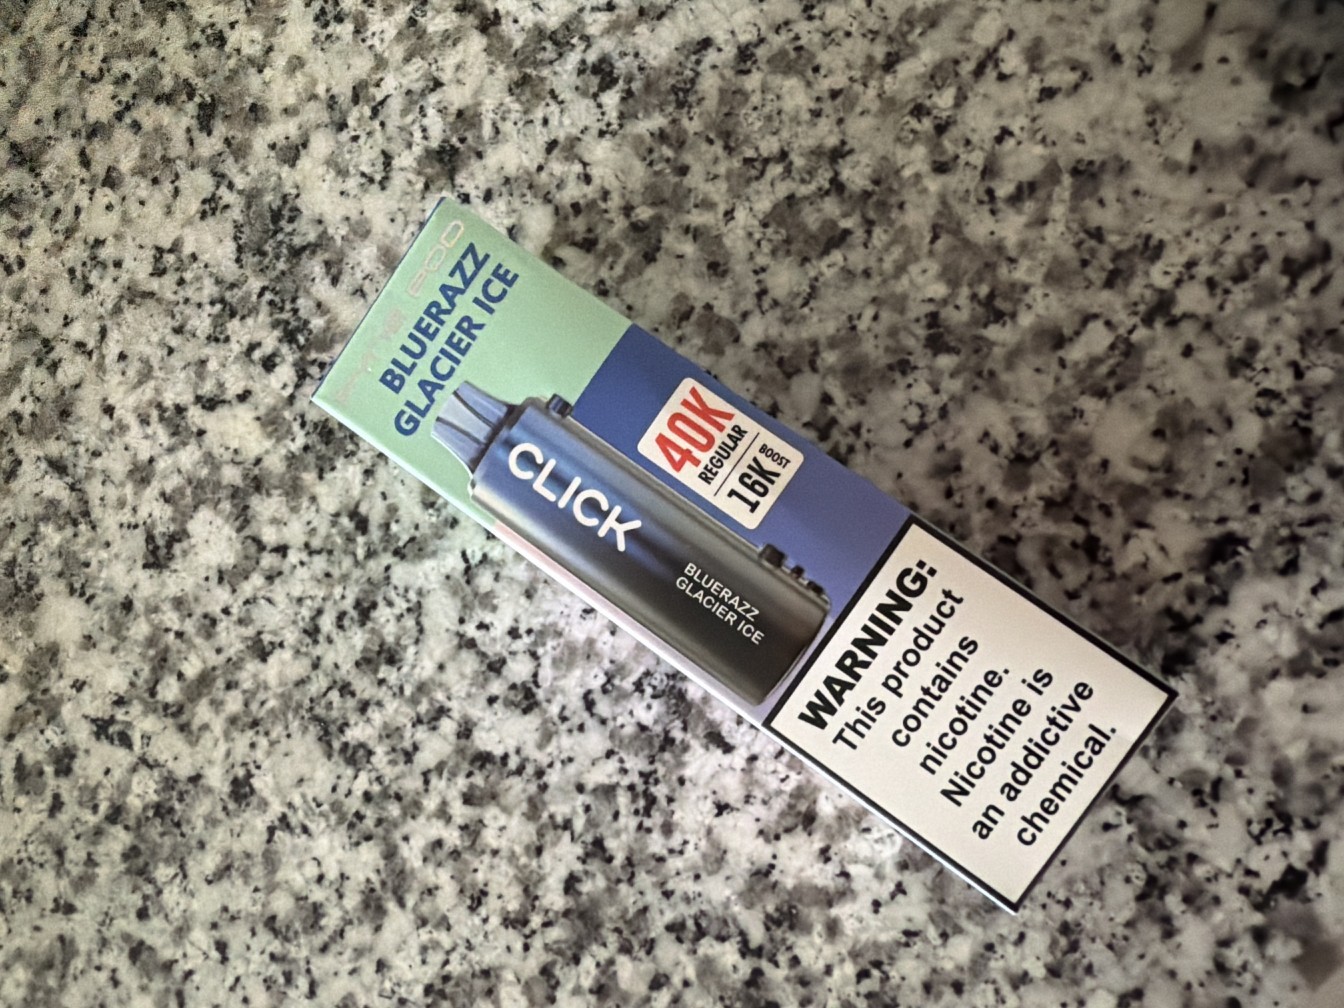 POD
BLUERAZZ
GLACIER ICE
CLICK
BLUERAZZ
GLACIER ICE
40K
REGULAR
16K BOOST
WARNING:
This product
contains
nicotine.
Nicotine is
an addictive
chemical.